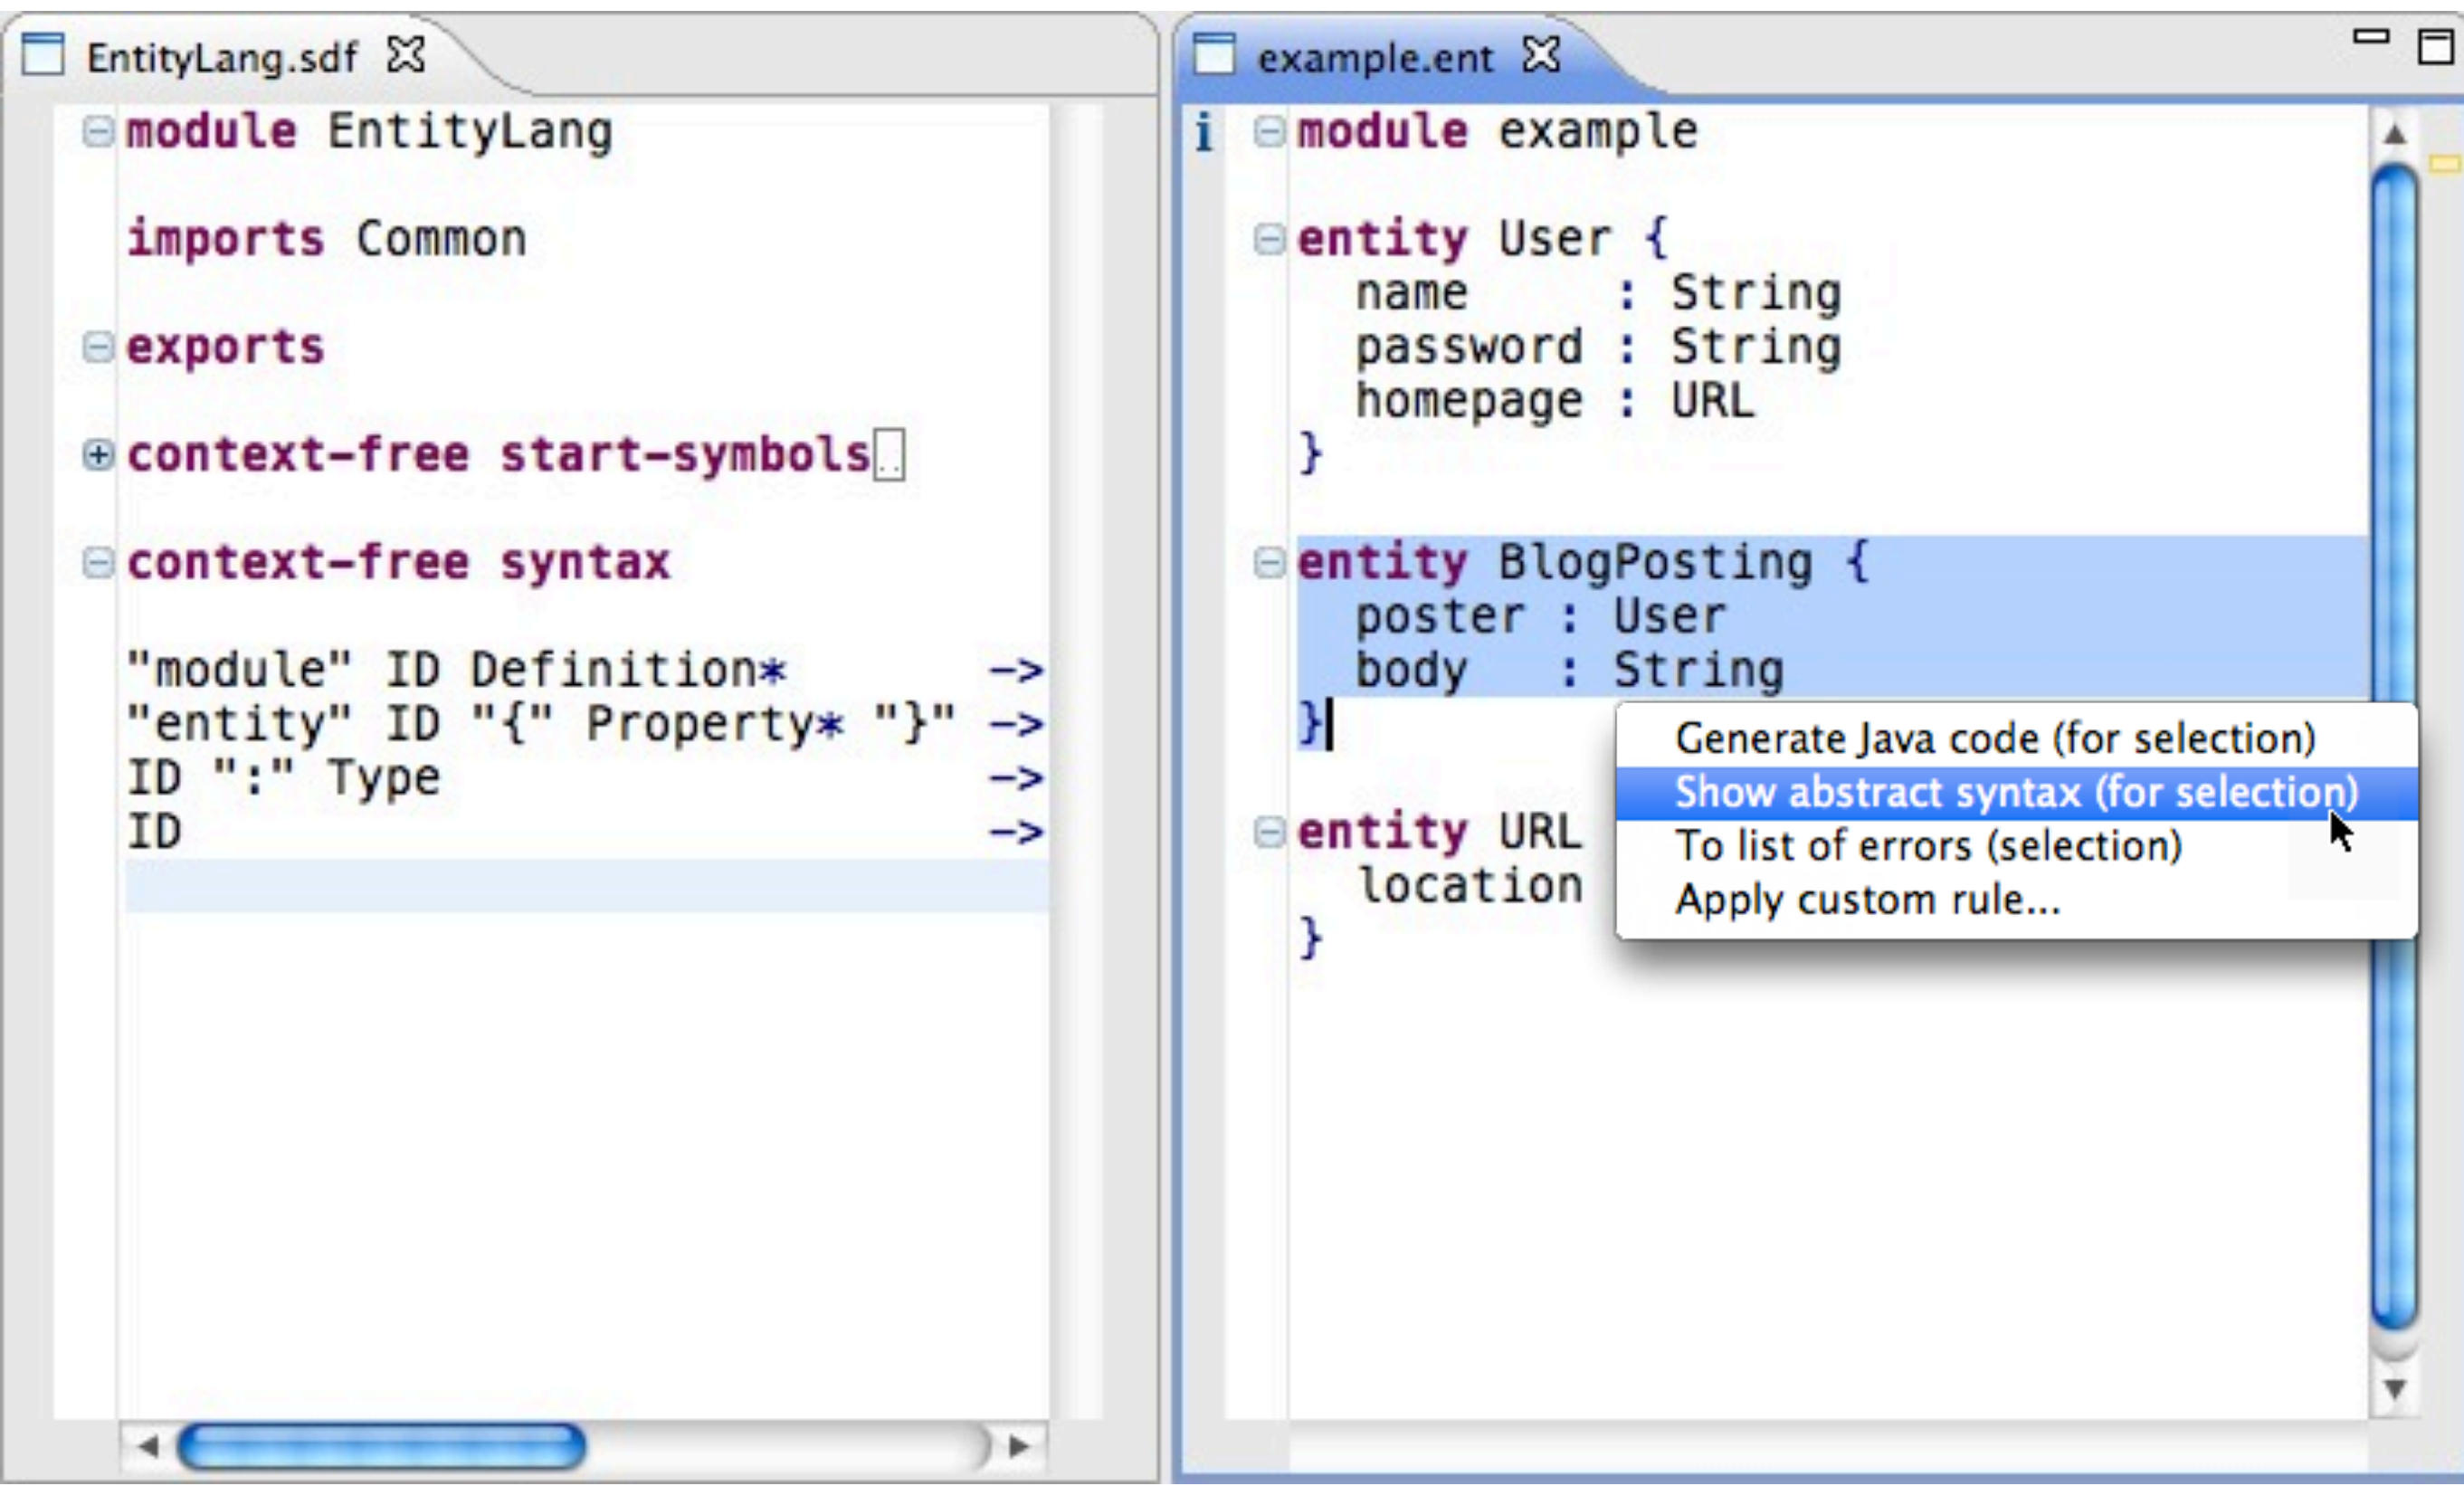 EntityLang.sdf
module EntityLang
imports Common
exports
context-free start-symbols
context-free syntax
"module" ID Definition* ->
"entity" ID "{" Property* "}" ->
ID ":" Type ->
ID ->
example.ent
i
module example
entity User {
name : String
password : String
homepage : URL
}
entity BlogPosting {
poster : User
body : String
}
entity URL
location
}
Generate Java code (for selection)
Show abstract syntax (for selection)
To list of errors (selection)
Apply custom rule...